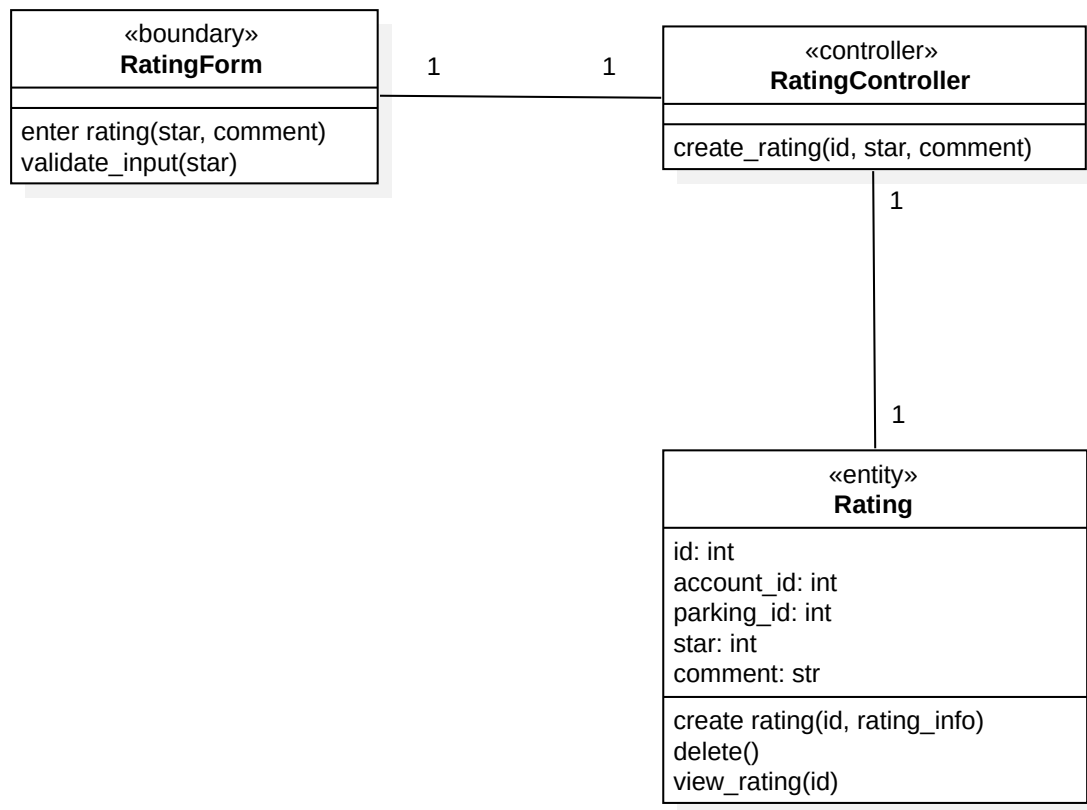 «boundary»
RatingForm
enter rating(star, comment)
validate_input(star)
1
1
«controller»
RatingController
create_rating(id, star, comment)
1
1
«entity»
Rating
id: int
account_id: int
parking_id: int
star: int
comment: str
create rating(id, rating_info)
delete()
view_rating(id)